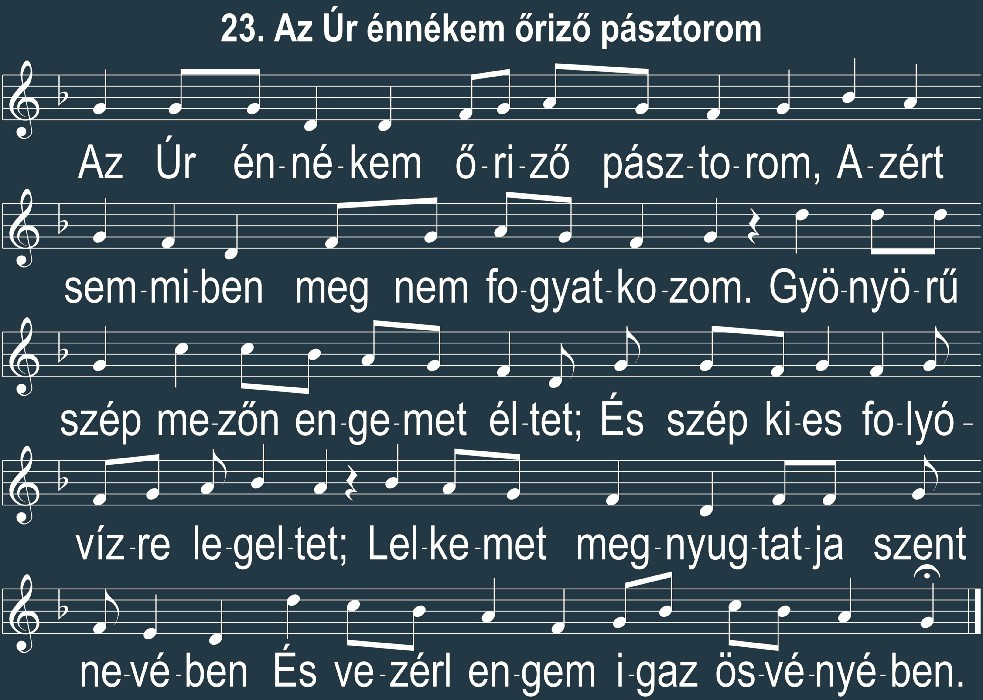 23. Az Úr énnékem őriző pásztorom
Az Úr én-né-kem ő-ri-ző pász-to-rom, A-zért
sem-mi-ben meg nem fo-gyat-ko-zom. Gyö-nyö-rű
szép me-zőn en-ge-met él-tet; És szép ki-es fo-lyó-
víz-re le-gel-tet; Lel-ke-met meg-nyug-tat-ja szent
ne-vé-ben És ve-zérl en-gem i-gaz ös-vé-nyé-ben.